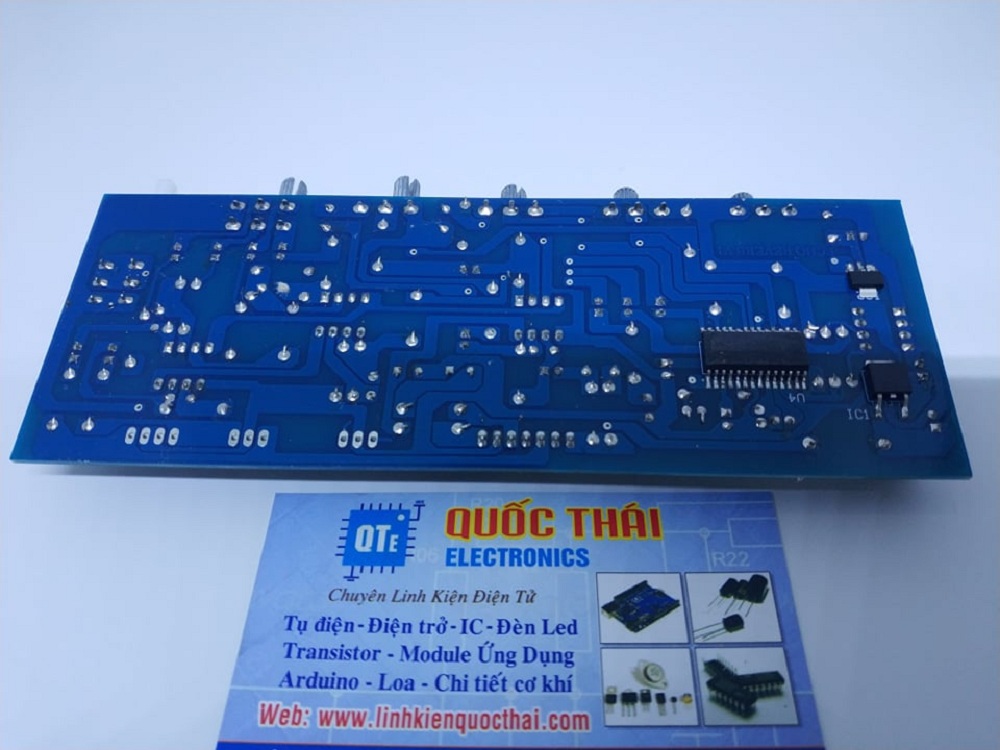 U4
IC1
QTE
QUỐC THÁI
ELECTRONICS
R22
Chuyên Linh Kiện Điện Tử
Tụ điện - Điện trở - IC - Đèn Led
Transistor - Module Ứng Dụng
Arduino - Loa - Chi tiết cơ khí
Web: www.linhkienquocthai.com